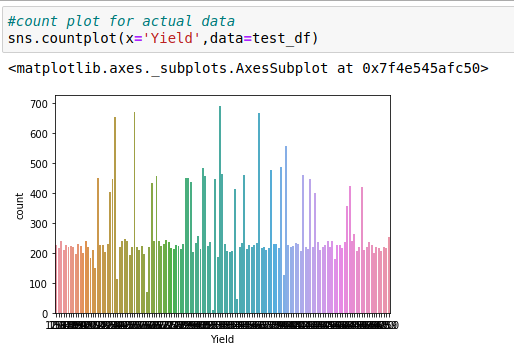 #count plot for actual data
sns.countplot(x='Yield',data=test_df)
<matplotlib.axes._subplots.AxesSubplot at 0x7f4e545afc50>
700
600
500
400
300
200
100
0
count
Yield